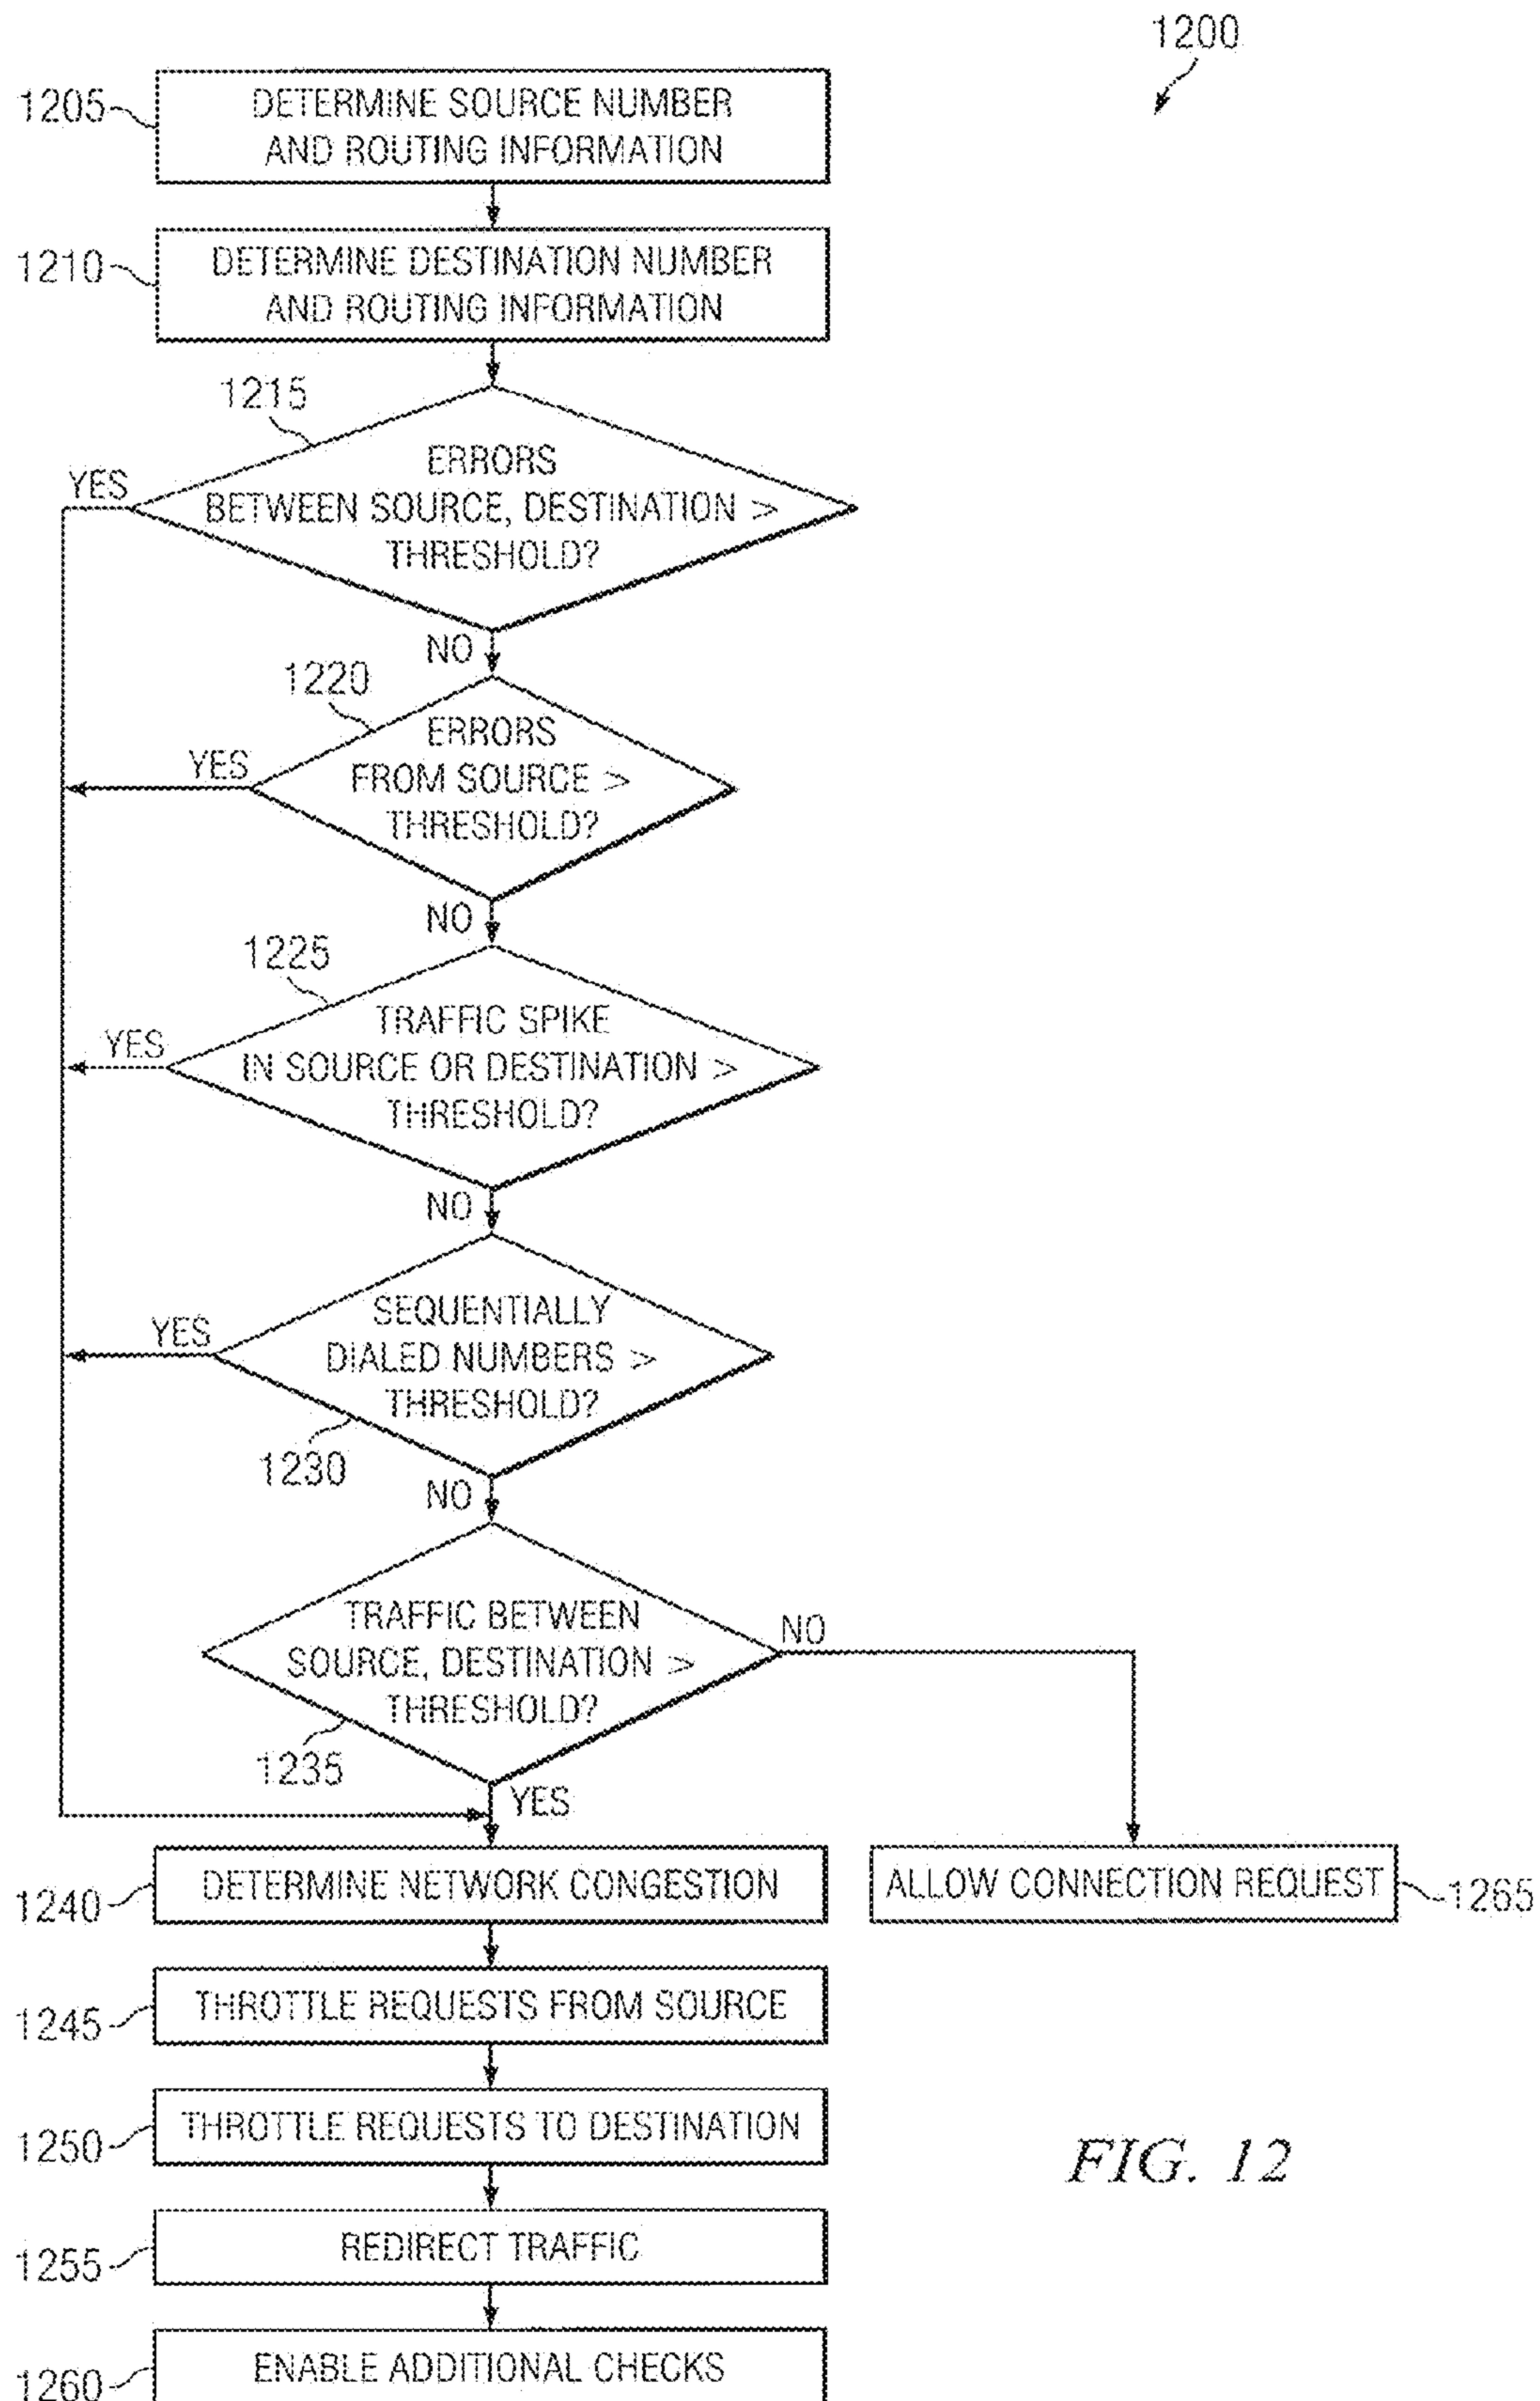 1200
1205
DETERMINE SOURCE NUMBER
AND ROUTING INFORMATION
1210
DETERMINE DESTINATION NUMBER
AND ROUTING INFORMATION
1215
YES
ERRORS
BETWEEN SOURCE, DESTINATION >
THRESHOLD?
NO
1220
YES
ERRORS
FROM SOURCE >
THRESHOLD?
NO
1225
YES
TRAFFIC SPIKE
IN SOURCE OR DESTINATION >
THRESHOLD?
NO
YES
SEQUENTIALLY
DIALED NUMBERS >
THRESHOLD?
1230
NO
TRAFFIC BETWEEN
SOURCE, DESTINATION >
THRESHOLD?
NO
1235
YES
1240
DETERMINE NETWORK CONGESTION
ALLOW CONNECTION REQUEST
1265
1245
THROTTLE REQUESTS FROM SOURCE
1250
THROTTLE REQUESTS TO DESTINATION
FIG. 12
1255
REDIRECT TRAFFIC
1260
ENABLE ADDITIONAL CHECKS